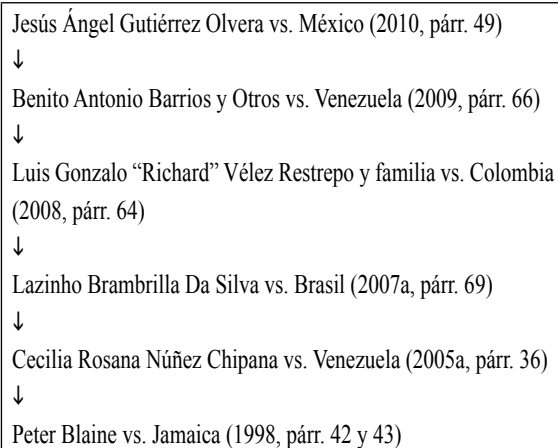 Jesús Ángel Gutiérrez Olvera vs. México (2010, párr. 49)
↓
Benito Antonio Barrios y Otros vs. Venezuela (2009, párr. 66)
↓
Luis Gonzalo “Richard” Vélez Restrepo y familia vs. Colombia
(2008, párr. 64)
↓
Lazinho Brambrilla Da Silva vs. Brasil (2007a, párr. 69)
↓
Cecilia Rosana Núñez Chipana vs. Venezuela (2005a, párr. 36)
↓
Peter Blaine vs. Jamaica (1998, párr. 42 y 43)